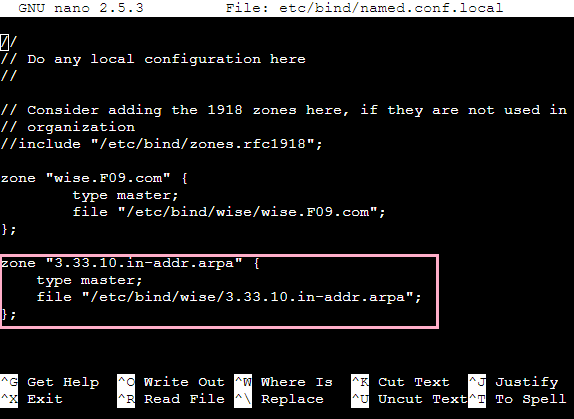 GNU nano 2.5.3 File: etc/bind/named.conf.local
//
// Do any local configuration here
//
// Consider adding the 1918 zones here, if they are not used in
// organization
//include "/etc/bind/zones.rfc1918";
zone "wise.F09.com" {
type master;
file "/etc/bind/wise/wise.F09.com";
};
zone "3.33.10.in-addr.arpa" {
type master;
file "/etc/bind/wise/3.33.10.in-addr.arpa";
};
^G Get Help ^O Write Out ^W Where Is ^K Cut Text ^J Justify
^X Exit ^R Read File ^\ Replace ^U Uncut Text ^T To Spell